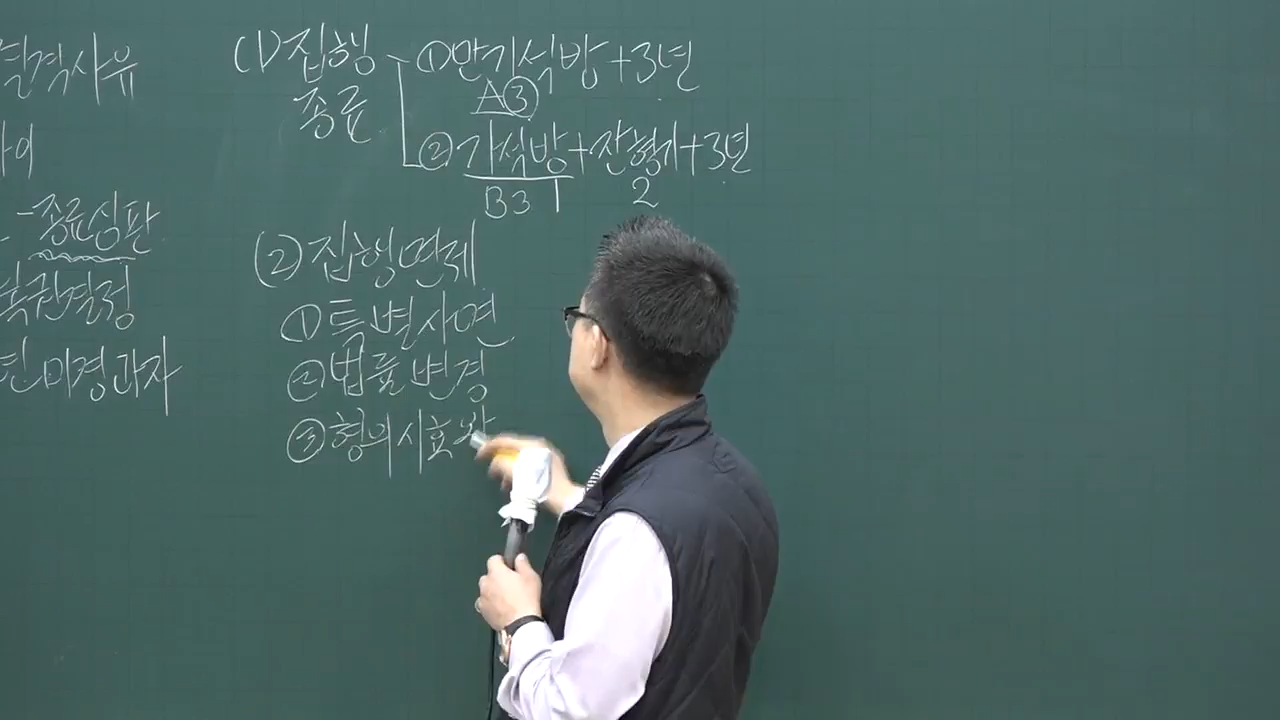 결격사유
- 종료심판
복권결정
미경과자
(1) 집행 ① 만기석방+3년
종료 A③
② 가석방+잔형기+3년
B3 1 2
(2) 집행면제
① 특별사면
② 법률변경
③ 형의시효완